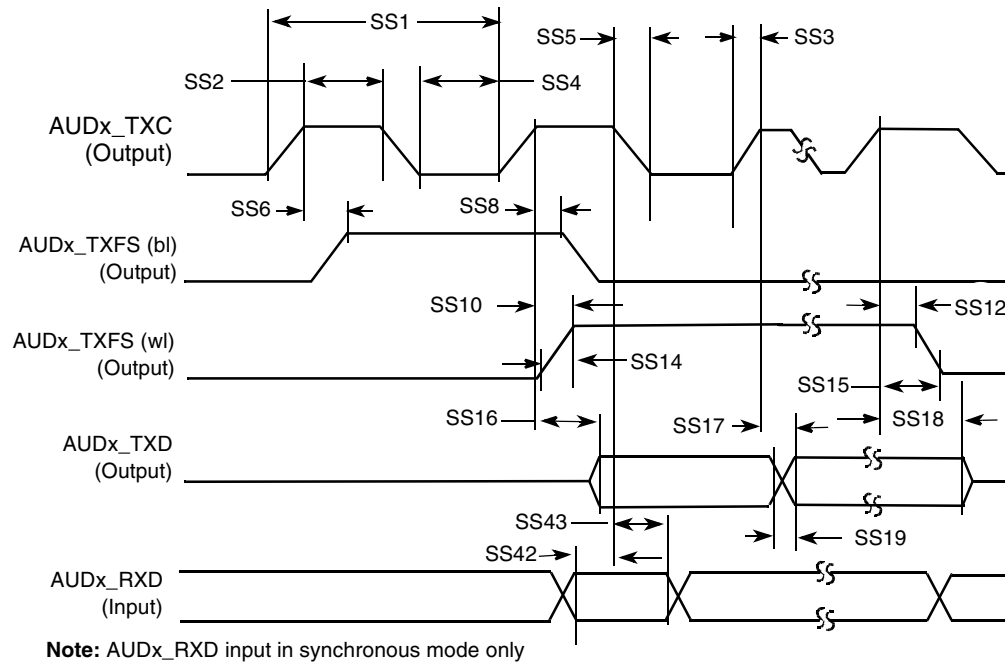 SS1
SS5
SS3
SS2
SS4
AUDx_TXC
(Output)
SS6
SS8
AUDx_TXFS (bl)
(Output)
SS10
SS12
AUDx_TXFS (wl)
(Output)
SS14
SS15
SS16
SS17
SS18
AUDx_TXD
(Output)
SS43
SS19
SS42
AUDx_RXD
(Input)
Note: AUDx_RXD input in synchronous mode only